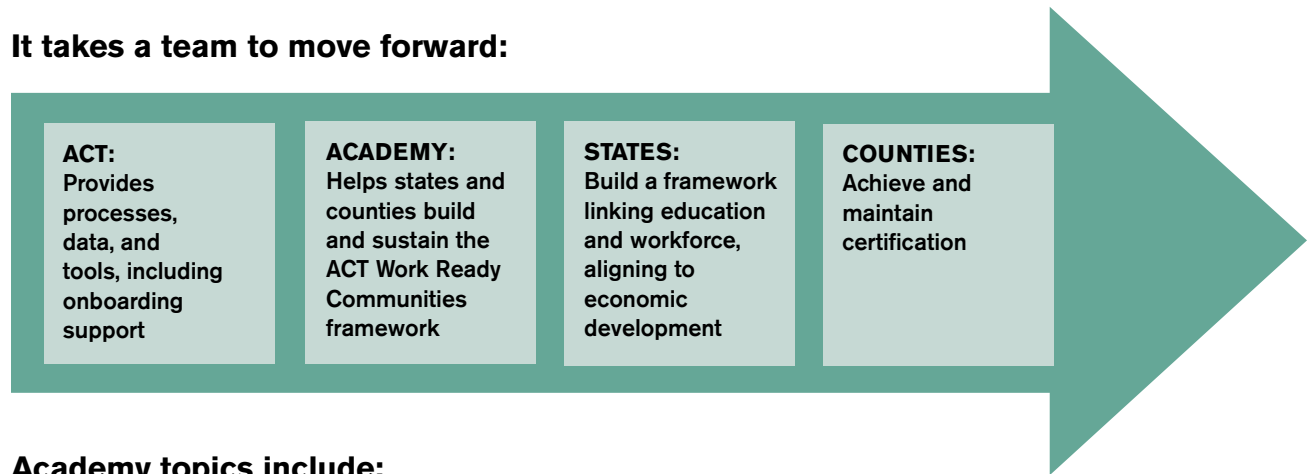 It takes a team to move forward:
ACT:
Provides
processes,
data, and
tools, including
onboarding
support
ACADEMY:
Helps states and
counties build
and sustain the
ACT Work Ready
Communities
framework
STATES:
Build a framework
linking education
and workforce,
aligning to
economic
development
COUNTIES:
Achieve and
maintain
certification
Academy topics include: